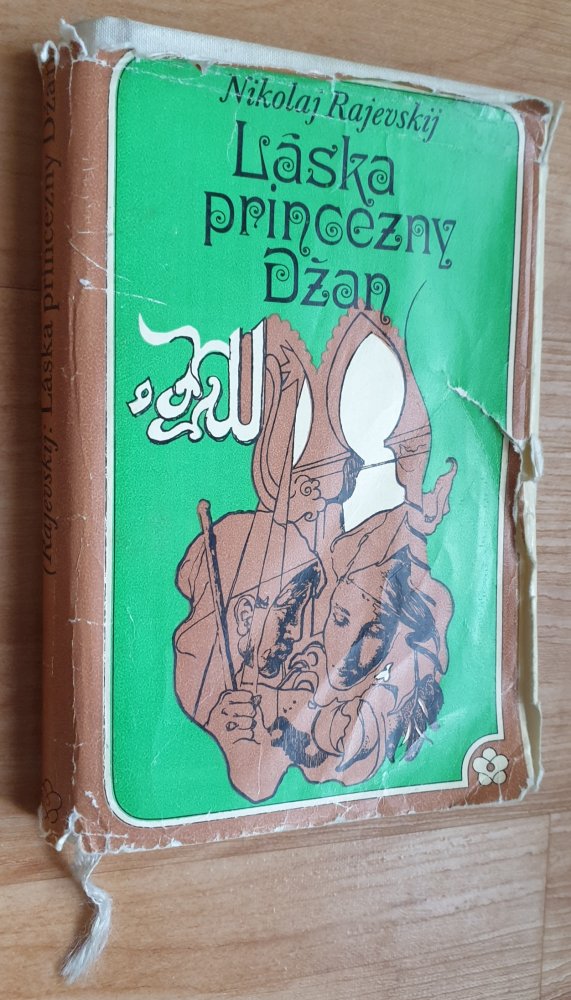 Nikolaj Rajevskij
Láska
princezny
Džan
(Rajevskij: Láska princezny Džan